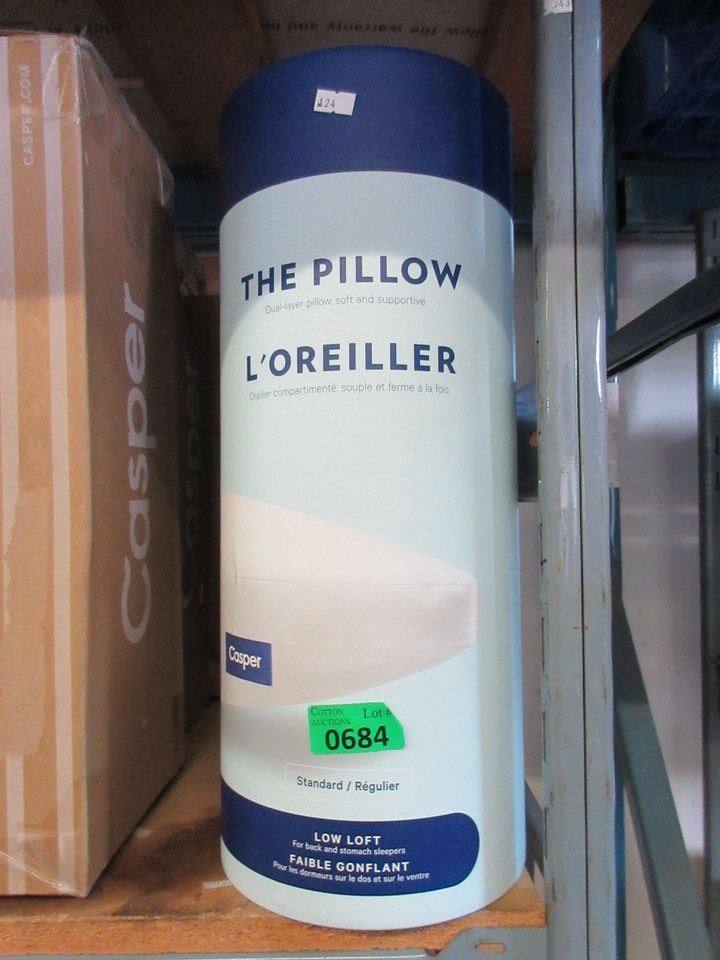 CASPER.COM
Casper
124
THE PILLOW
Dual-layer pillow, soft and supportive
L'OREILLER
Oreiller compartimenté, souple et ferme à la fois
Casper
COTTON AUCTIONS Lot #
0684
Standard / Régulier
LOW LOFT
For back and stomach sleepers
FAIBLE GONFLANT
Pour les dormeurs sur le dos et sur le ventre